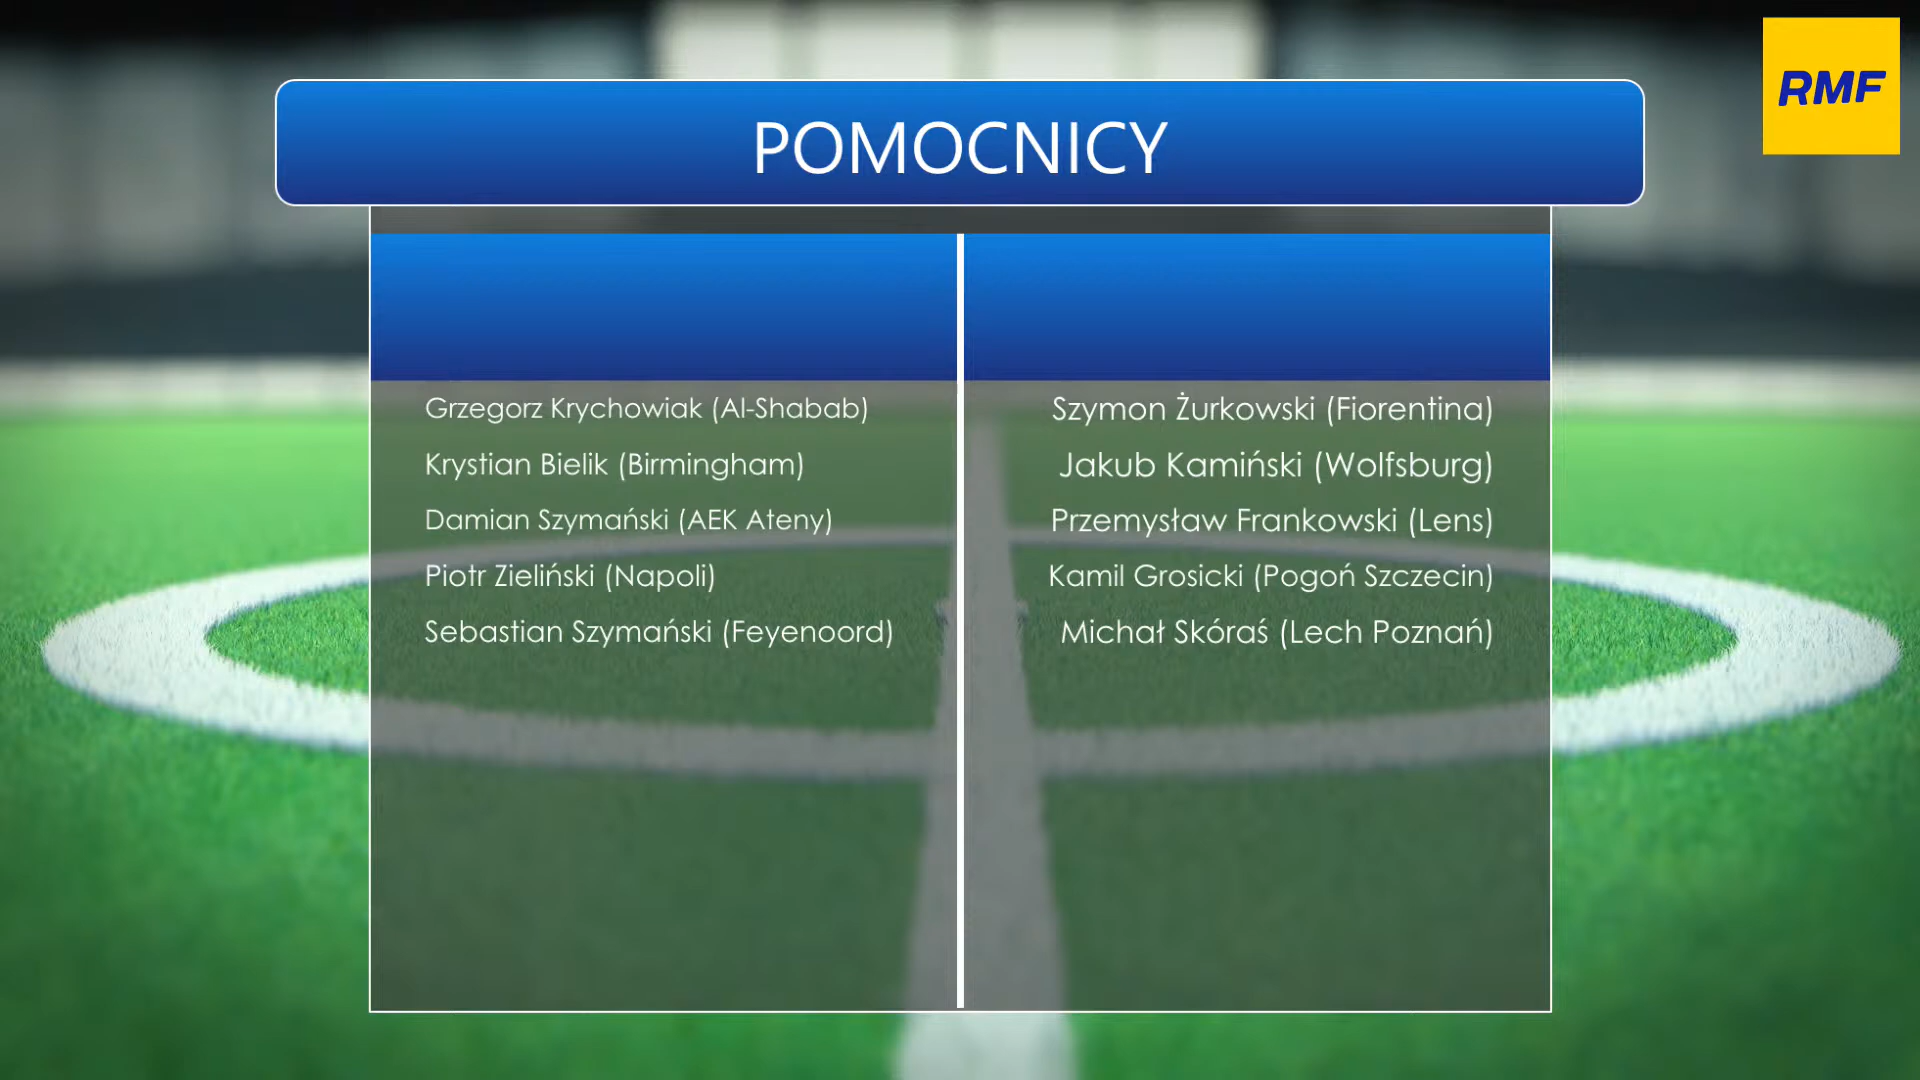 RMF
POMOCNICY
Grzegorz Krychowiak (Al-Shabab)
Krystian Bielik (Birmingham)
Damian Szymański (AEK Ateny)
Piotr Zieliński (Napoli)
Sebastian Szymański (Feyenoord)
Szymon Żurkowski (Fiorentina)
Jakub Kamiński (Wolfsburg)
Przemysław Frankowski (Lens)
Kamil Grosicki (Pogoń Szczecin)
Michał Skóraś (Lech Poznań)